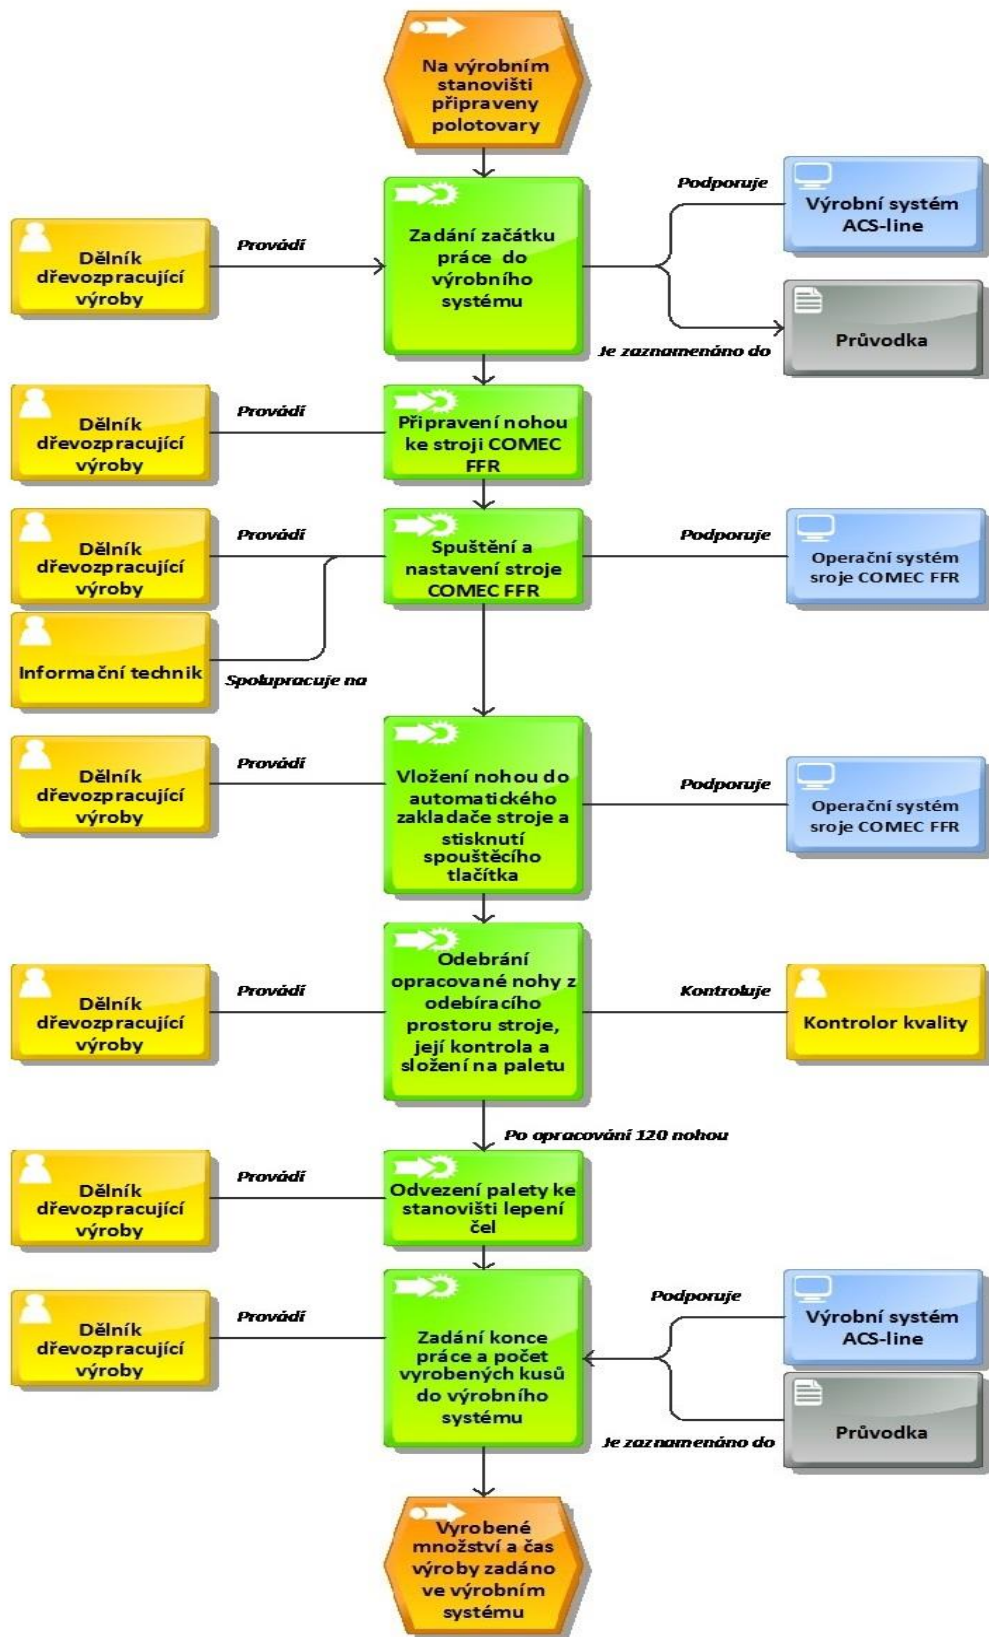 Na výrobním
stanovišti
připraveny
polotovary
Podporuje
Výrobní systém
ACS-line
Dělník
dřevozpracující
výroby
Provádí
Zadání začátku
práce do
výrobního
systému
Je zaznamenáno do
Průvodka
Dělník
dřevozpracující
výroby
Provádí
Připravení nohou
ke stroji COMEC
FFR
Dělník
dřevozpracující
výroby
Provádí
Spuštění a
nastavení stroje
COMEC FFR
Podporuje
Operační systém
sroje COMEC FFR
Informační technik
Spolupracuje na
Dělník
dřevozpracující
výroby
Provádí
Vložení nohou do
automatického
zakladače stroje a
stisknutí
spouštěcího
tlačítka
Podporuje
Operační systém
sroje COMEC FFR
Dělník
dřevozpracující
výroby
Provádí
Odebrání
opracované nohy z
odebíracího
prostoru stroje,
její kontrola a
složení na paletu
Kontroluje
Kontrolor kvality
Po opracování 120 nohou
Dělník
dřevozpracující
výroby
Provádí
Odvezení palety ke
stanovišti lepení
čel
Dělník
dřevozpracující
výroby
Provádí
Zadání konce
práce a počet
vyrobených kusů
do výrobního
systému
Podporuje
Výrobní systém
ACS-line
Je zaznamenáno do
Průvodka
Vyrobené
množství a čas
výroby zadáno
ve výrobním
systému